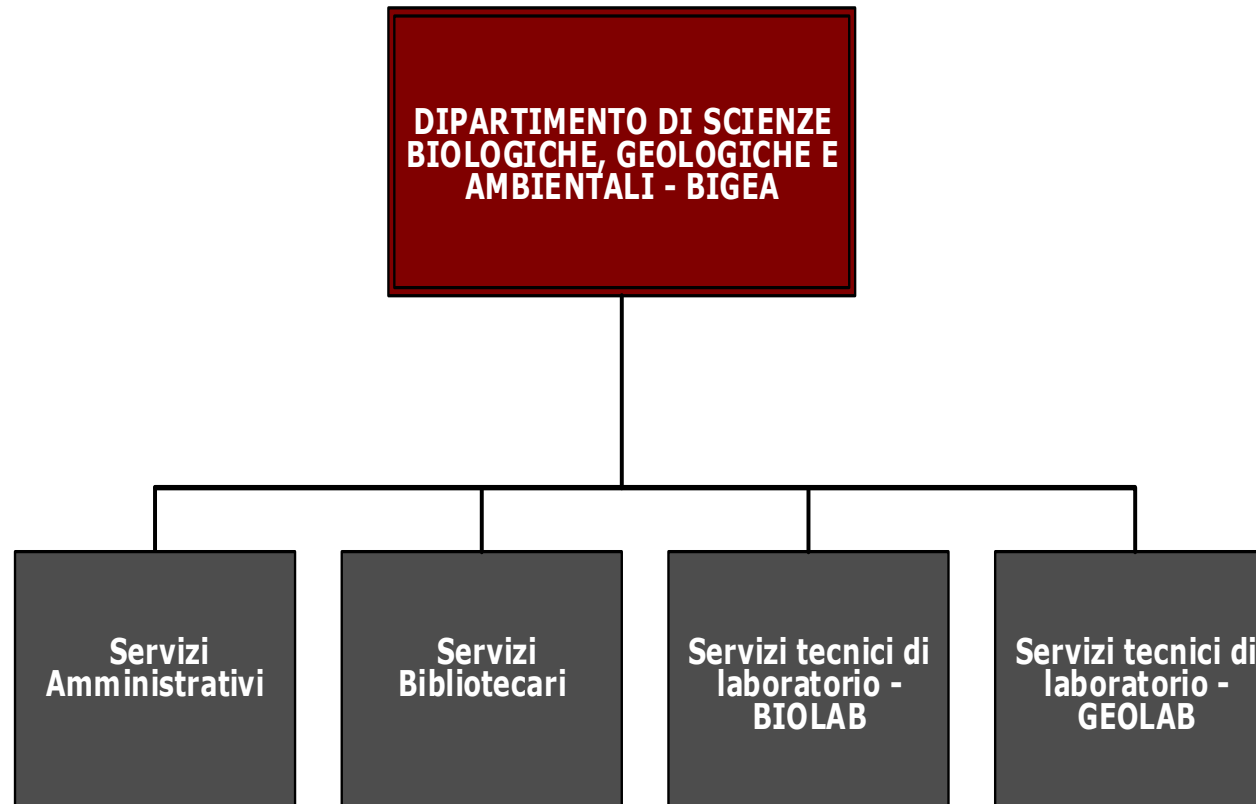 DIPARTIMENTO DI SCIENZE
BIOLOGICHE, GEOLOGICHE E
AMBIENTALI - BIGEA
Servizi
Amministrativi
Servizi
Bibliotecari
Servizi tecnici di
laboratorio -
BIOLAB
Servizi tecnici di
laboratorio -
GEOLAB